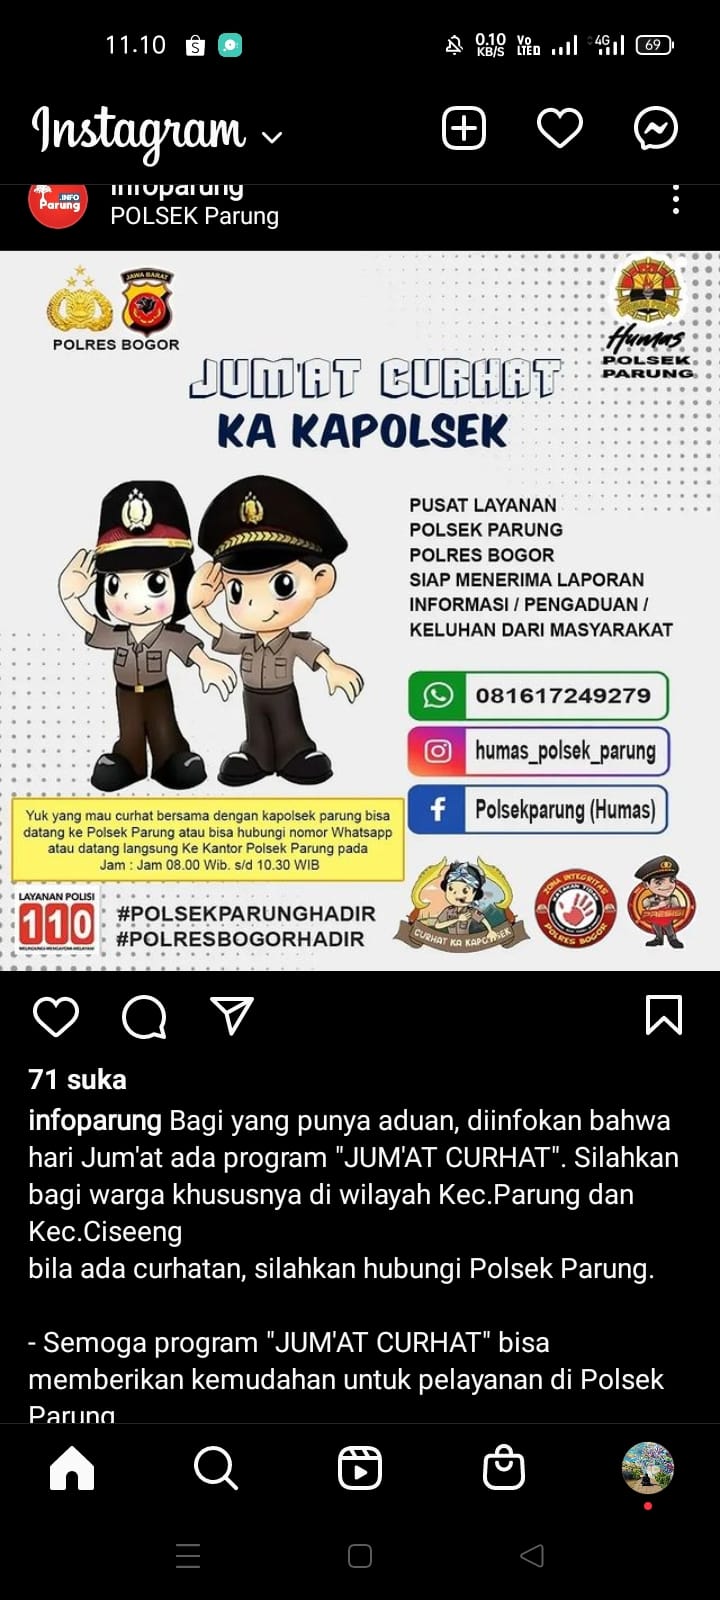 11.10
0.10
KB/S
Vo
LTED
4G
69
Instagram
infoparung
.INFO
Parung
POLSEK Parung
JAWA BARAT
POLRES BOGOR
Humas
POLSEK
PARUNG
JUM'AT CURHAT
KA KAPOLSEK
PUSAT LAYANAN
POLSEK PARUNG
POLRES BOGOR
SIAP MENERIMA LAPORAN
INFORMASI / PENGADUAN /
KELUHAN DARI MASYARAKAT
081617249279
humas_polsek_parung
Polsekparung (Humas)
Yuk yang mau curhat bersama dengan kapolsek parung bisa
datang ke Polsek Parung atau bisa hubungi nomor Whatsapp
atau datang langsung Ke Kantor Polsek Parung pada
Jam : Jam 08.00 Wib. s/d 10.30 WIB
LAYANAN POLISI
110
#POLSEKPARUNGHADIR
#POLRESBOGORHADIR
CURHAT KA KAPOLSEK
ZONA INTEGRITAS
POLRES BOGOR
PRESISI
71 suka
infoparung Bagi yang punya aduan, diinfokan bahwa
hari Jum'at ada program "JUM'AT CURHAT". Silahkan
bagi warga khususnya di wilayah Kec.Parung dan
Kec.Ciseeng
bila ada curhatan, silahkan hubungi Polsek Parung.
- Semoga program "JUM'AT CURHAT" bisa
memberikan kemudahan untuk pelayanan di Polsek
Parung